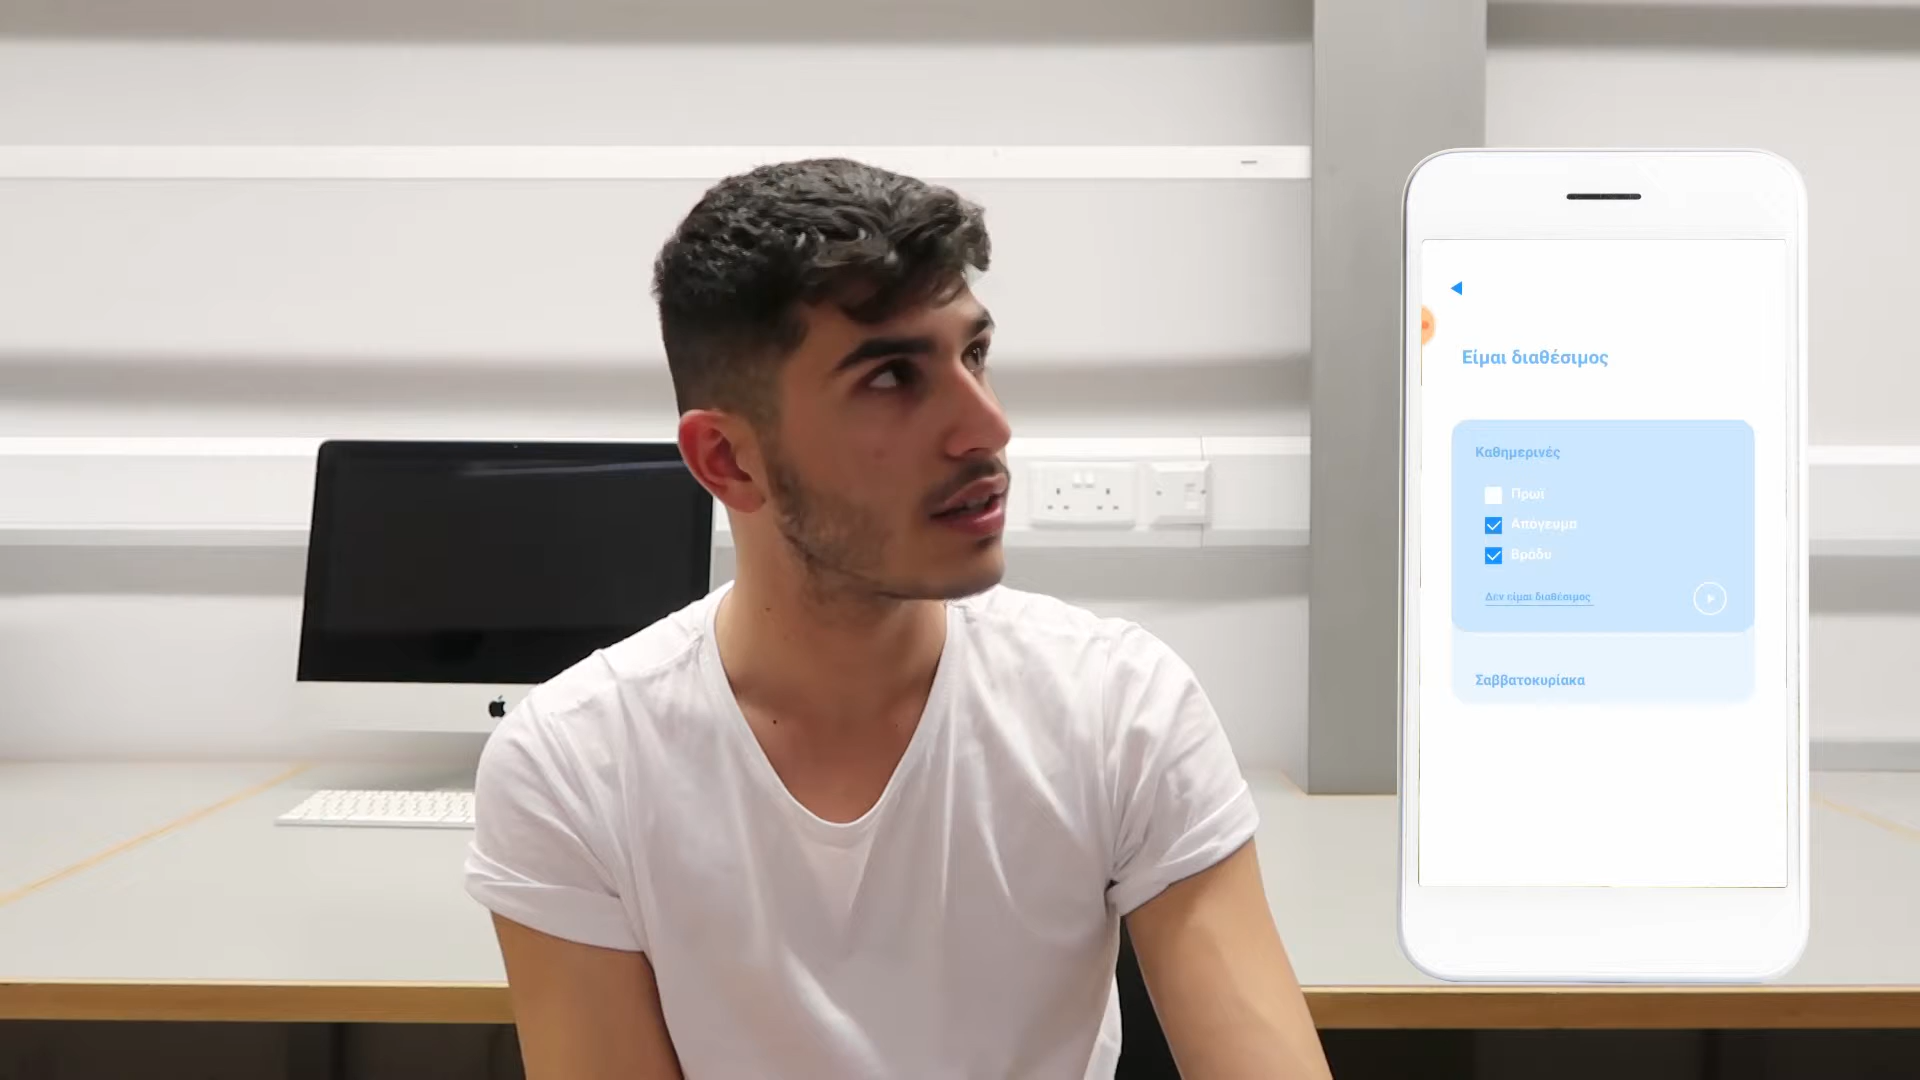 Είμαι διαθέσιμος
Καθημερινές
Πρωί
Απόγευμα
Βράδυ
Δεν είμαι διαθέσιμος
Σαββατοκυρίακα